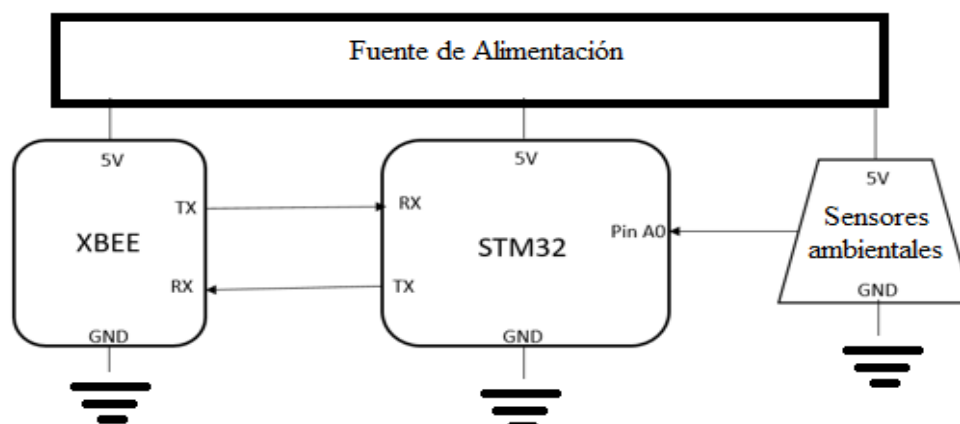 Fuente de Alimentación
5V
5V
5V
TX
RX
Sensores
ambientales
Pin A0
XBEE
STM32
RX
TX
GND
GND
GND